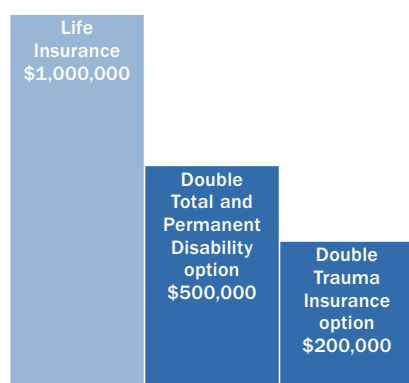 Life
Insurance
$1,000,000
Double
Total and
Permanent
Disability
option
$500,000
Double
Trauma
Insurance
option
$200,000